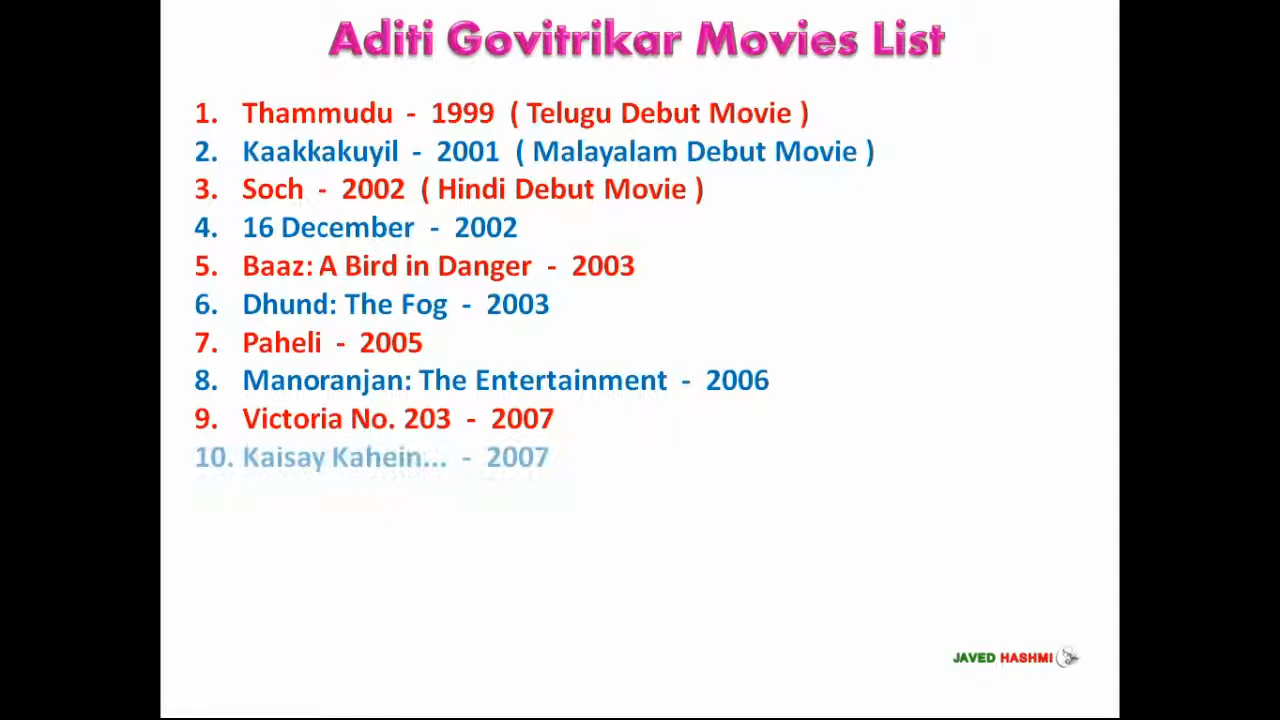 Aditi Govitrikar Movies List
1. Thammudu - 1999 ( Telugu Debut Movie )
2. Kaakkakuyil - 2001 ( Malayalam Debut Movie )
3. Soch - 2002 ( Hindi Debut Movie )
4. 16 December - 2002
5. Baaz: A Bird in Danger - 2003
6. Dhund: The Fog - 2003
7. Paheli - 2005
8. Manoranjan: The Entertainment - 2006
9. Victoria No. 203 - 2007
10. Kaisay Kahein... - 2007
JAVED HASHMI